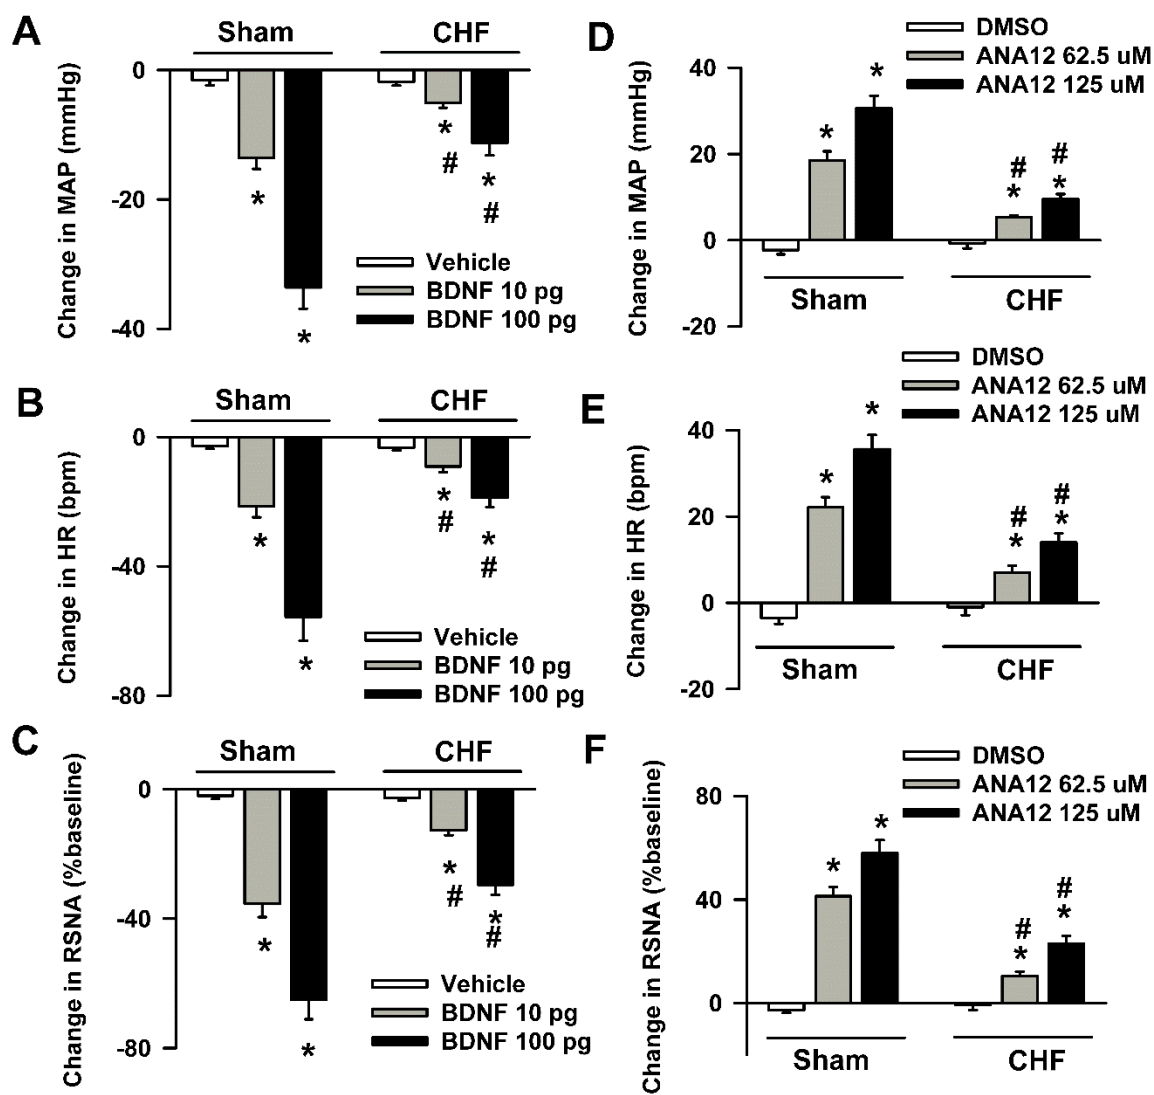 A
Sham
CHF
Change in MAP (mmHg)
0
-20
-40
*
*
*
#
*
#
Vehicle
BDNF 10 pg
BDNF 100 pg
B
Sham
CHF
Change in HR (bpm)
0
-40
-80
*
*
*
#
*
#
Vehicle
BDNF 10 pg
BDNF 100 pg
C
Sham
CHF
Change in RSNA (%baseline)
0
-40
-80
*
*
*
#
*
#
Vehicle
BDNF 10 pg
BDNF 100 pg
D
DMSO
ANA12 62.5 uM
ANA12 125 uM
Change in MAP (mmHg)
40
20
0
-20
*
*
#
*
#
*
Sham
CHF
E
DMSO
ANA12 62.5 uM
ANA12 125 uM
Change in HR (bpm)
40
20
0
-20
*
*
#
*
#
*
Sham
CHF
F
DMSO
ANA12 62.5 uM
ANA12 125 uM
Change in RSNA (%baseline)
80
40
0
*
*
#
*
#
*
Sham
CHF